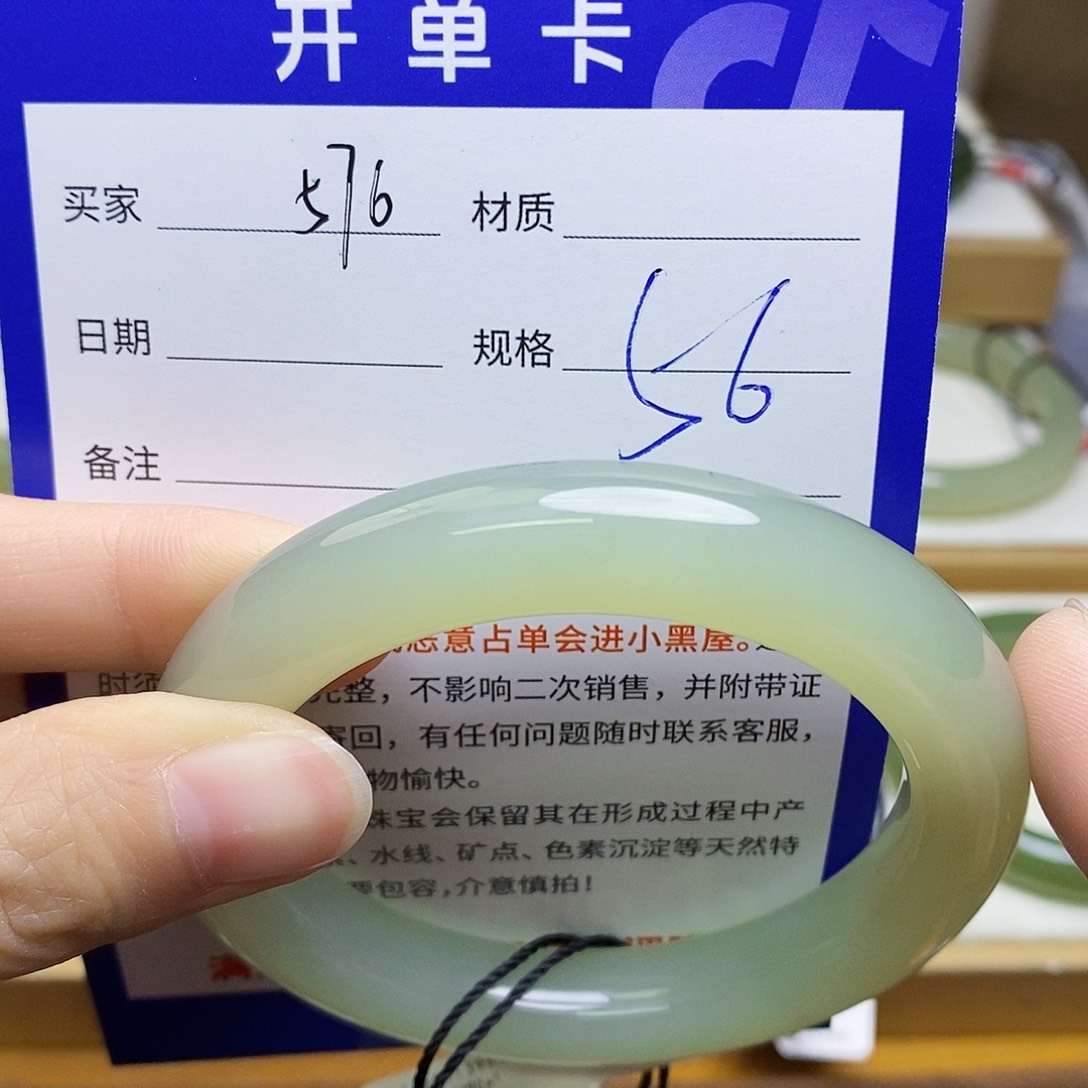 开单卡
买家 576 材质
日期 规格 56
备注
恶意占单会进小黑屋。
时须 完整，不影响二次销售，并附带证
寄回，有任何问题随时联系客服，
物愉快。
珠宝会保留其在形成过程中产
、水线、矿点、色素沉淀等天然特
包容，介意慎拍！